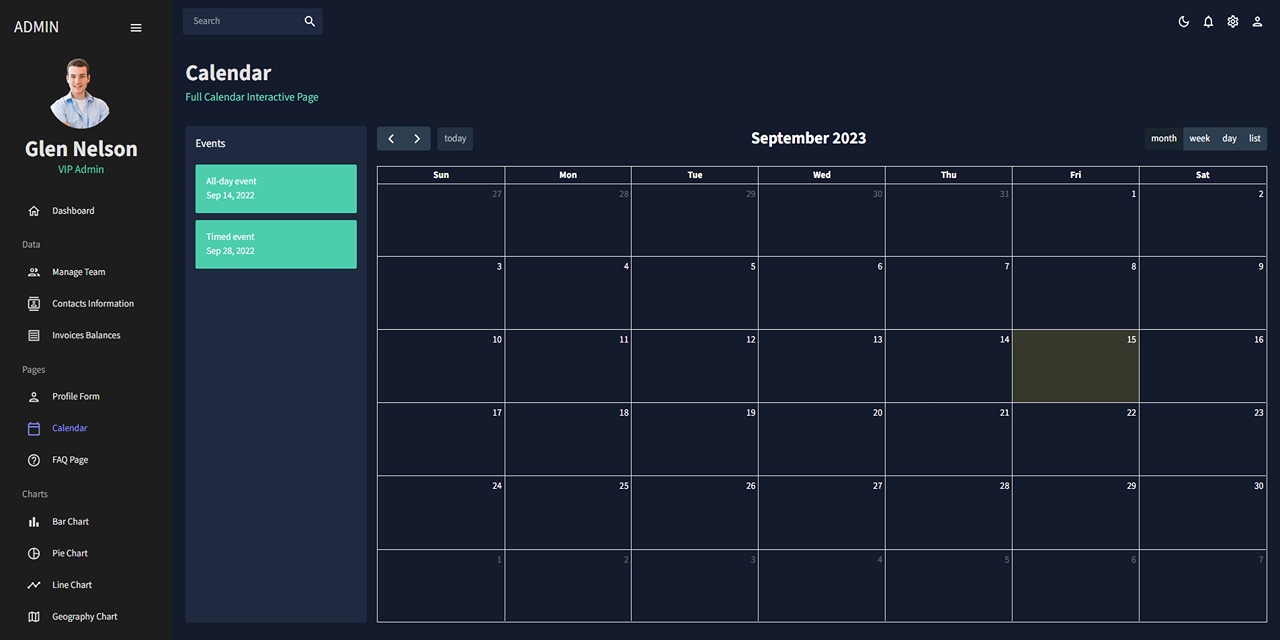 ADMIN
Glen Nelson
VIP Admin
Dashboard
Data
Manage Team
Contacts Information
Invoices Balances
Pages
Profile Form
Calendar
FAQ Page
Charts
Bar Chart
Pie Chart
Line Chart
Geography Chart
Search
Calendar
Full Calendar Interactive Page
Events
All-day event
Sep 14, 2022
Timed event
Sep 28, 2022
today
September 2023
month week day list
Sun Mon Tue Wed Thu Fri Sat
27 28 29 30 31 1 2
3 4 5 6 7 8 9
10 11 12 13 14 15 16
17 18 19 20 21 22 23
24 25 26 27 28 29 30
1 2 3 4 5 6 7